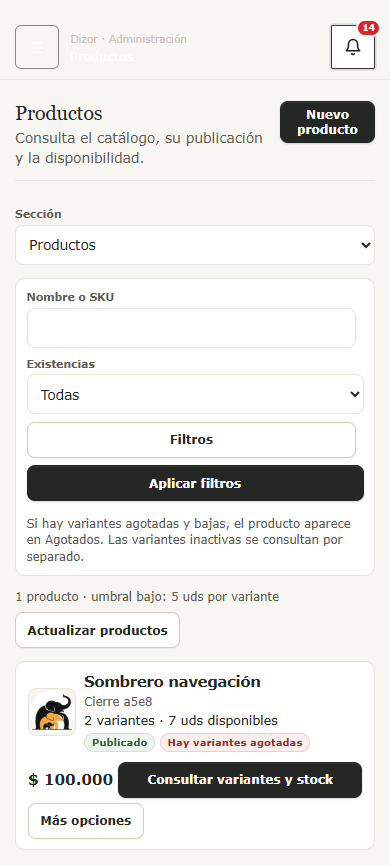 Dizor · Administración
Productos
14
Productos
Nuevo
producto
Consulta el catálogo, su publicación
y la disponibilidad.
Sección
Productos
Nombre o SKU
Existencias
Todas
Filtros
Aplicar filtros
Si hay variantes agotadas y bajas, el producto aparece
en Agotados. Las variantes inactivas se consultan por
separado.
1 producto · umbral bajo: 5 uds por variante
Actualizar productos
Sombrero navegación
Cierre a5e8
2 variantes · 7 uds disponibles
Publicado Hay variantes agotadas
$ 100.000 Consultar variantes y stock
Más opciones